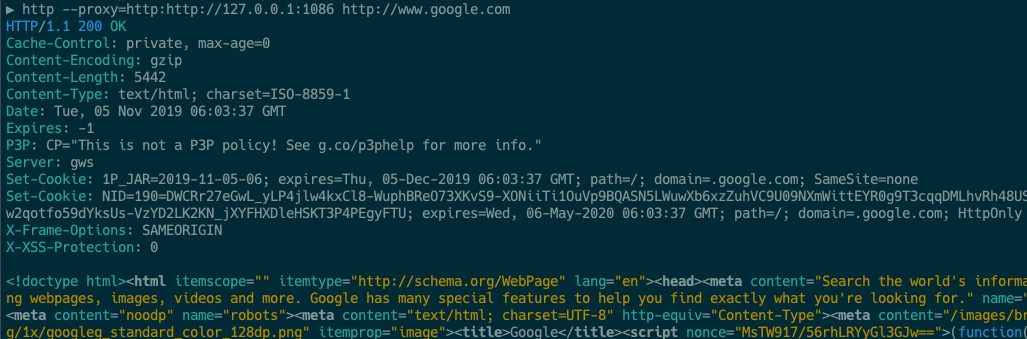 ▶ http --proxy=http:http://127.0.0.1:1086 http://www.google.com
HTTP/1.1 200 OK
Cache-Control: private, max-age=0
Content-Encoding: gzip
Content-Length: 5442
Content-Type: text/html; charset=ISO-8859-1
Date: Tue, 05 Nov 2019 06:03:37 GMT
Expires: -1
P3P: CP="This is not a P3P policy! See g.co/p3phelp for more info."
Server: gws
Set-Cookie: 1P_JAR=2019-11-05-06; expires=Thu, 05-Dec-2019 06:03:37 GMT; path=/; domain=.google.com; SameSite=none
Set-Cookie: NID=190=DWCRr27eGwL_yLP4jlw4kxCl8-WuphBReO73XKvS9-XONiiTi1OuVp9BQASN5LWuwXb6xzZuhVC9U09NXmWittEYR0g9T3cqqDMLhvRh48US
w2qotfo59dYksUs-VzYD2LK2KN_jXYFHXDleHSKT3P4PEgyFTU; expires=Wed, 06-May-2020 06:03:37 GMT; path=/; domain=.google.com; HttpOnly
X-Frame-Options: SAMEORIGIN
X-XSS-Protection: 0
<!doctype html><html itemscope="" itemtype="http://schema.org/WebPage" lang="en"><head><meta content="Search the world's informa
ng webpages, images, videos and more. Google has many special features to help you find exactly what you're looking for." name="
<meta content="noodp" name="robots"><meta content="text/html; charset=UTF-8" http-equiv="Content-Type"><meta content="/images/br
g/1x/googleg_standard_color_128dp.png" itemprop="image"><title>Google</title><script nonce="MsTW917/56rhLRYyGl3GJw==">(function(